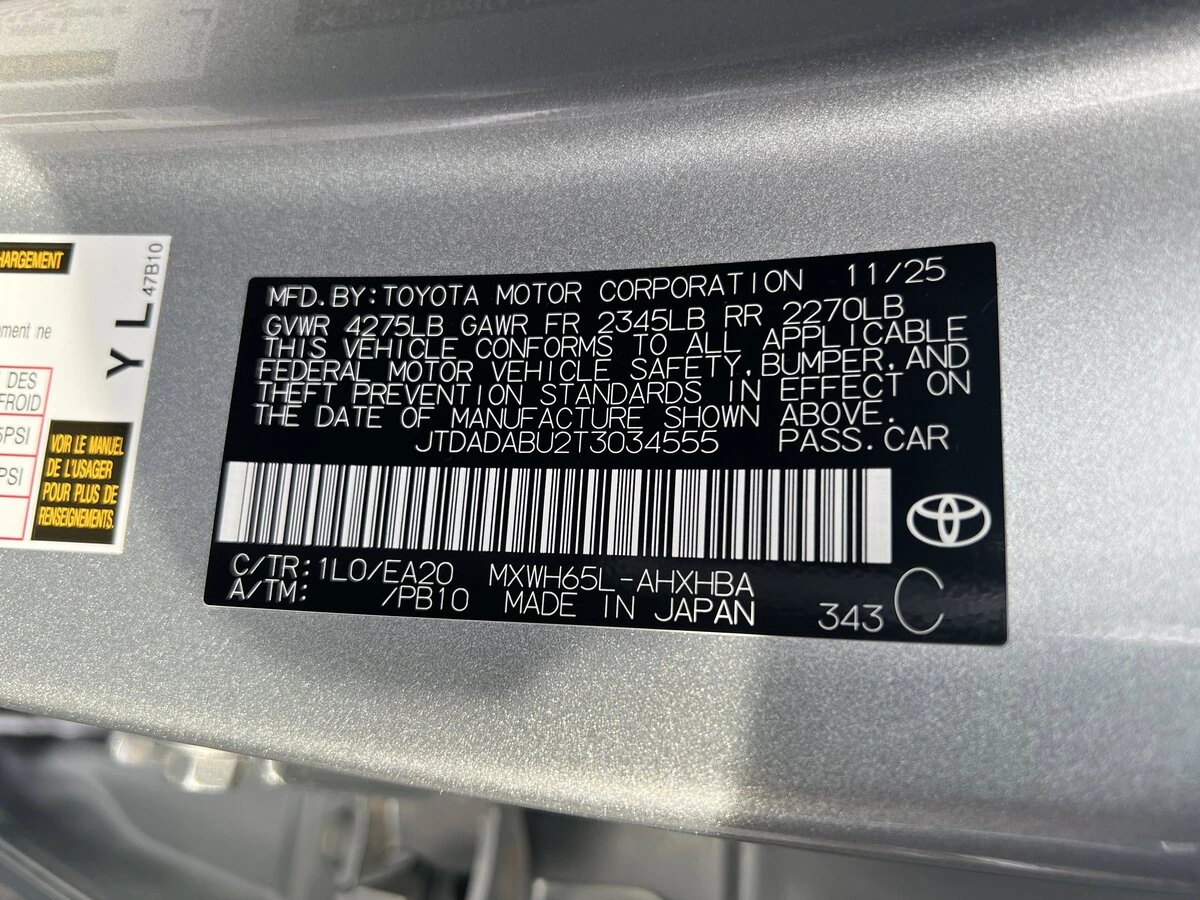 HARGEMENT
47B10
YL
ment ne
DES
FROID
5PSI
PSI
VOIR LE MANUEL
DE L'USAGER
POUR PLUS DE
RENSEIGNEMENTS.
MFD.BY:TOYOTA MOTOR CORPORATION 11/25
GVWR 4275LB GAWR FR 2345LB RR 2270LB
THIS VEHICLE CONFORMS TO ALL APPLICABLE
FEDERAL MOTOR VEHICLE SAFETY,BUMPER,AND
THEFT PREVENTION STANDARDS IN EFFECT ON
THE DATE OF MANUFACTURE SHOWN ABOVE.
JTDADABU2T3034555 PASS.CAR
C/TR:1L0/EA20 MXWH65L-AHXHBA
A/TM: /PB10 MADE IN JAPAN 343 C